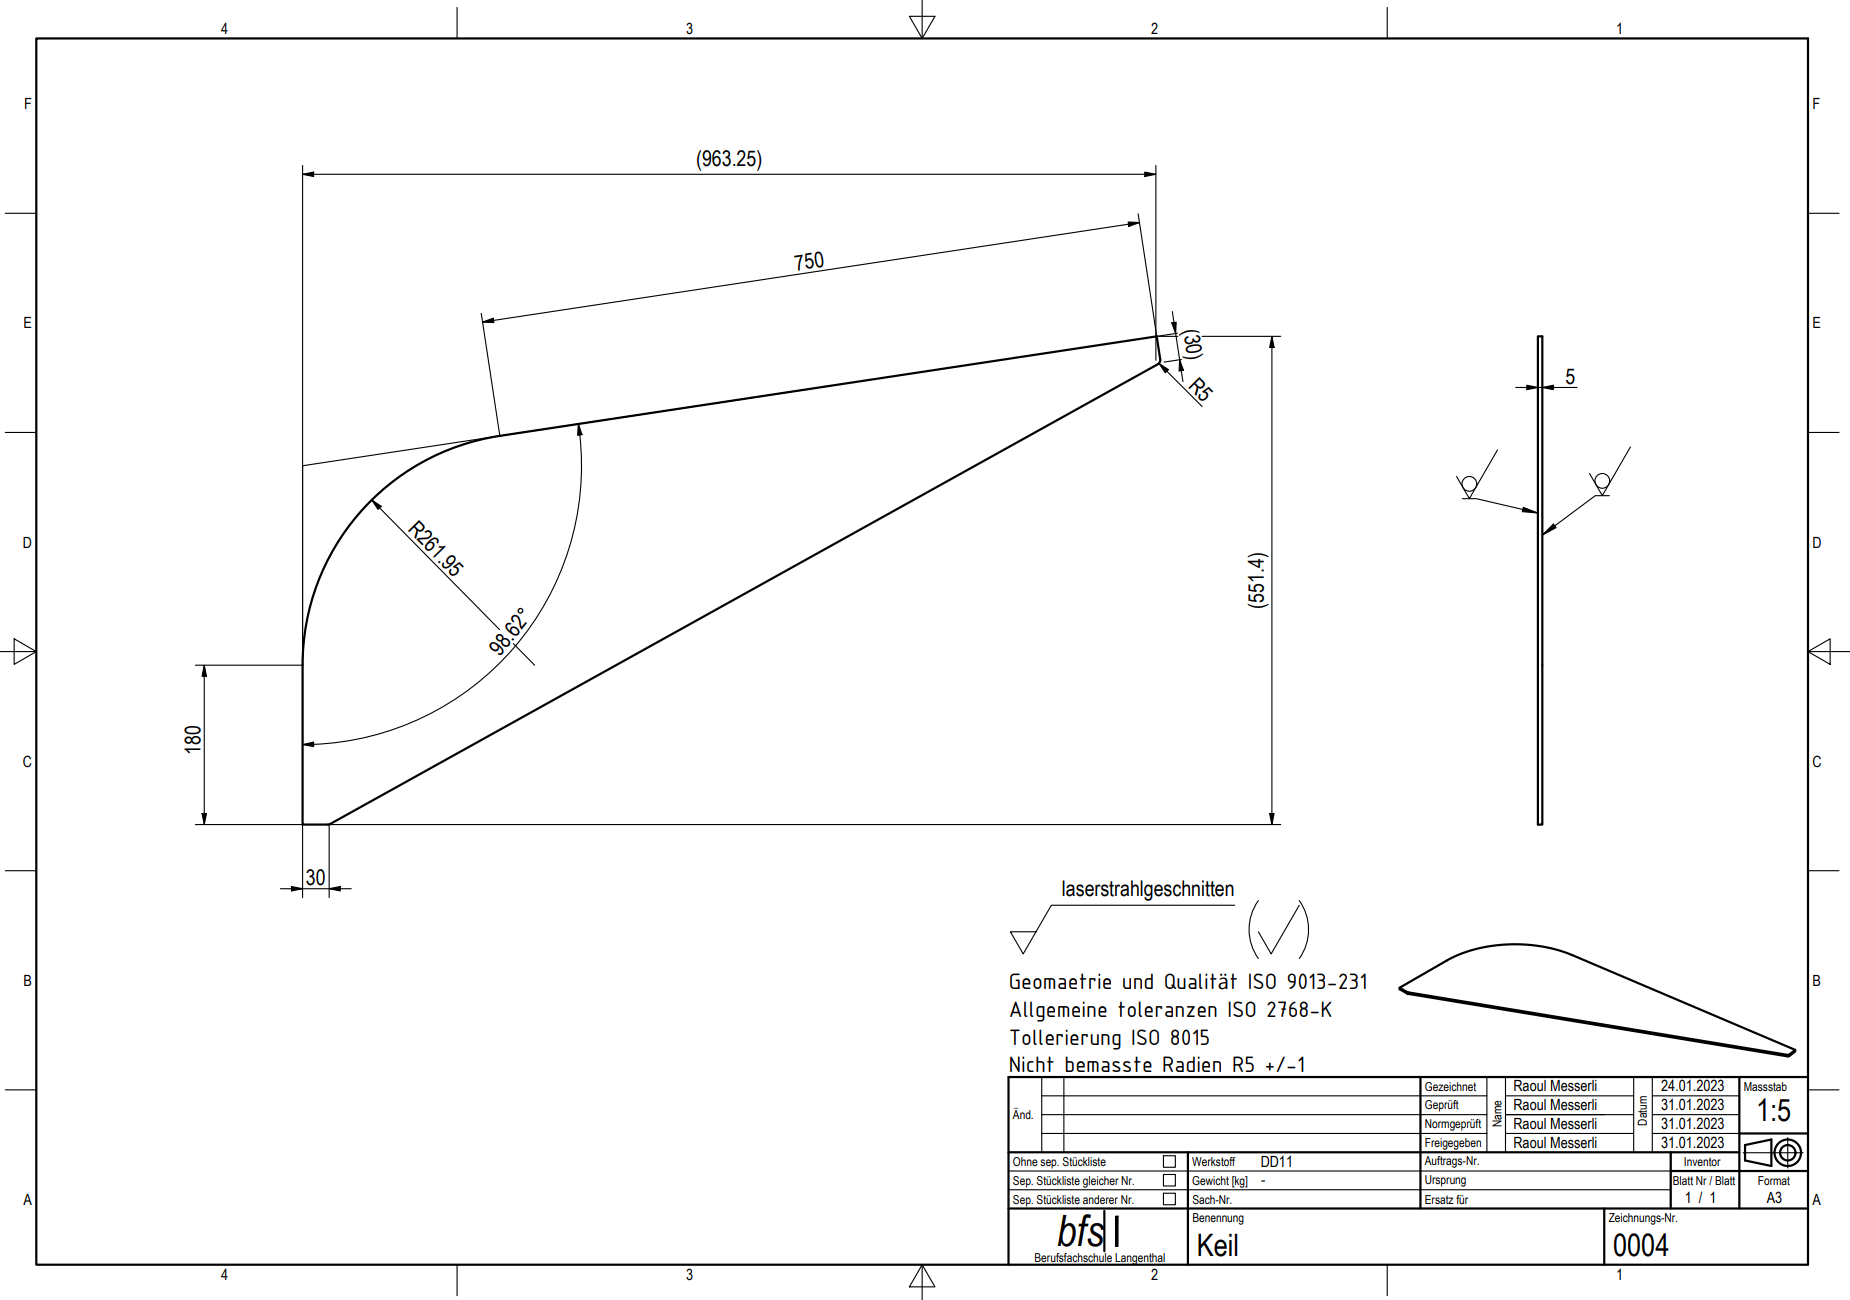 4 3 2 1
F F
(963.25)
750
E E
(30)
R5
5
D D
R261.95
98.62°
(551.4)
180
C C
30
laserstrahlgeschnitten
B B
Geomaetrie und Qualität ISO 9013-231
Allgemeine toleranzen ISO 2768-K
Tollerierung ISO 8015
Nicht bemasste Radien R5 +/-1
Änd.
Name
Datum
Gezeichnet Raoul Messerli 24.01.2023
Geprüft Raoul Messerli 31.01.2023
Normgeprüft Raoul Messerli 31.01.2023
Freigegeben Raoul Messerli 31.01.2023
Massstab
1:5
Ohne sep. Stückliste Werkstoff DD11 Auftrags-Nr. Inventor
Sep. Stückliste gleicher Nr. Gewicht [kg] - Ursprung Blatt Nr / Blatt Format
Sep. Stückliste anderer Nr. Sach-Nr. Ersatz für 1 / 1 A3
A A
bfsl
Berufsfachschule Langenthal
Benennung
Keil
Zeichnungs-Nr.
0004
4 3 2 1